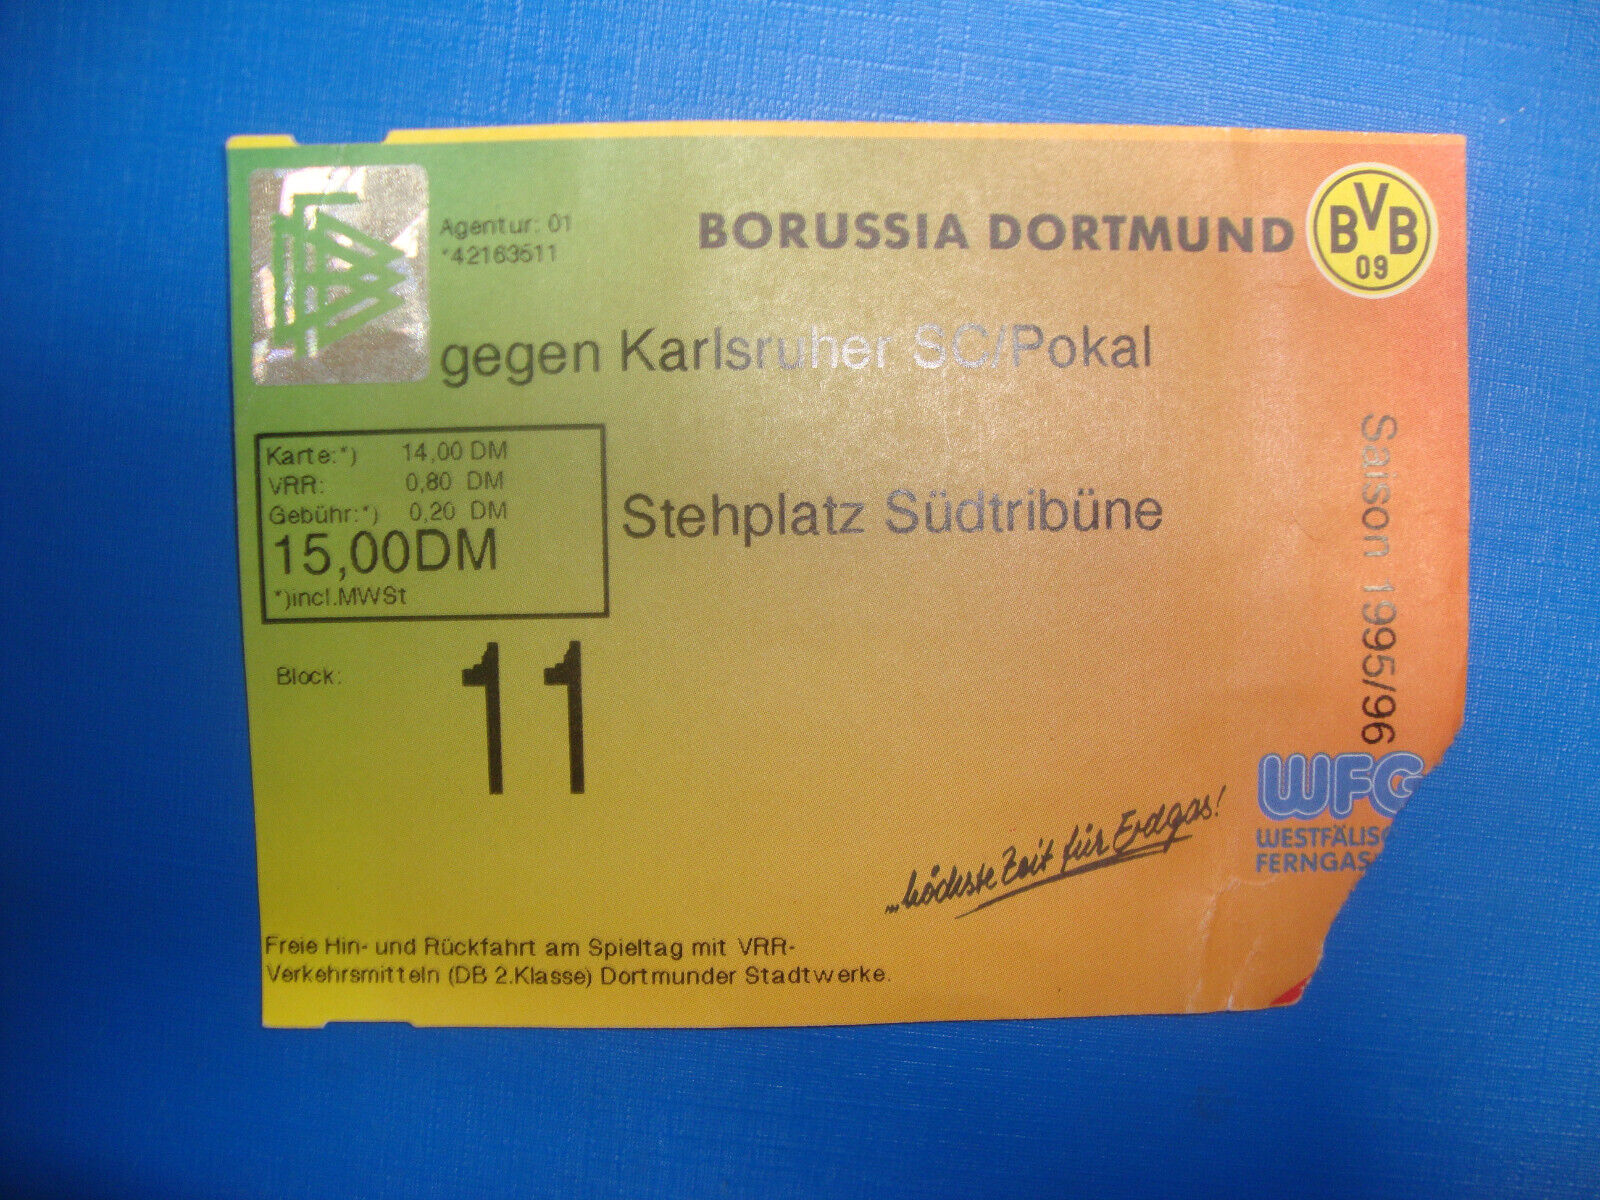 Agentur: 01
*42163511
BORUSSIA DORTMUND
BVB
09
gegen Karlsruher SC/Pokal
Karte:*) 14,00 DM
VRR: 0,80 DM
Gebühr:*) 0,20 DM
15,00DM
*)incl.MWSt
Stehplatz Südtribüne
Saison 1995/96
Block: 11
WFG
WESTFÄLISC
FERNGAS
...höchste Zeit für Erdgas!
Freie Hin- und Rückfahrt am Spieltag mit VRR-
Verkehrsmitteln (DB 2.Klasse) Dortmunder Stadtwerke.